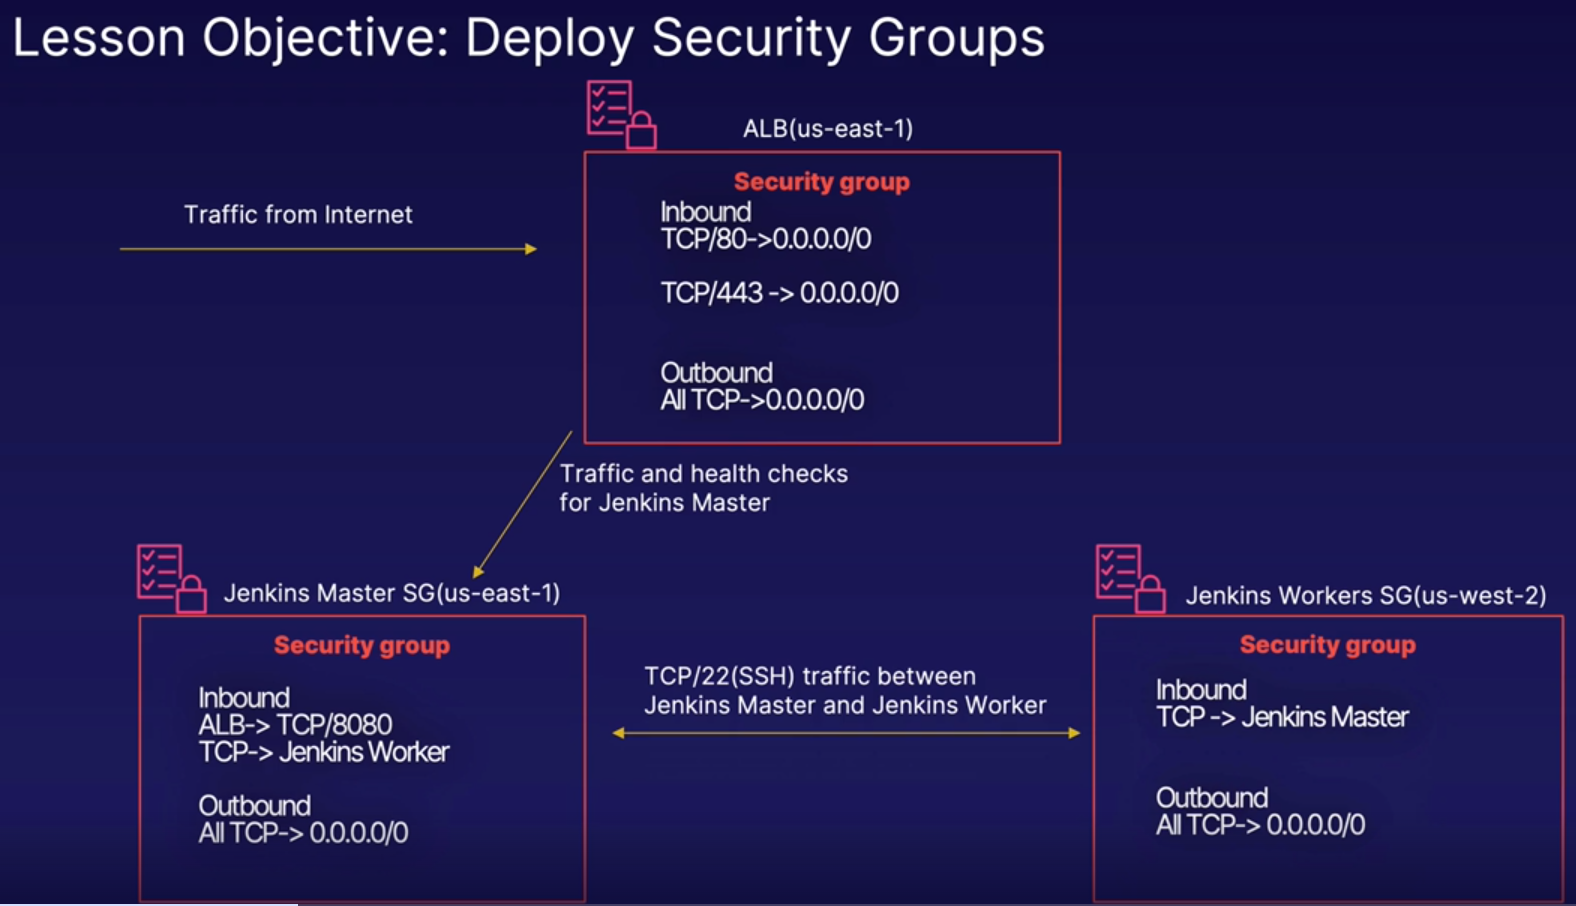 Lesson Objective: Deploy Security Groups
ALB(us-east-1)
Security group
Inbound
TCP/80->0.0.0.0/0
TCP/443 -> 0.0.0.0/0
Outbound
All TCP->0.0.0.0/0
Traffic from Internet
Traffic and health checks
for Jenkins Master
Jenkins Master SG(us-east-1)
Security group
Inbound
ALB-> TCP/8080
TCP-> Jenkins Worker
Outbound
All TCP-> 0.0.0.0/0
TCP/22(SSH) traffic between
Jenkins Master and Jenkins Worker
Jenkins Workers SG(us-west-2)
Security group
Inbound
TCP -> Jenkins Master
Outbound
All TCP-> 0.0.0.0/0